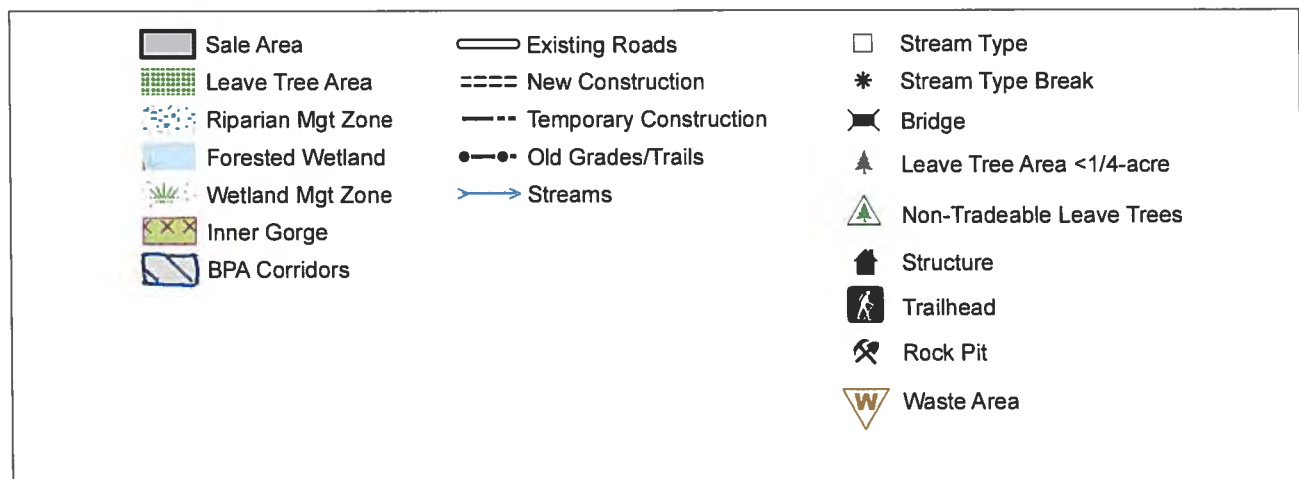 Sale Area
Leave Tree Area
Riparian Mgt Zone
Forested Wetland
Wetland Mgt Zone
Inner Gorge
BPA Corridors
Existing Roads
New Construction
Temporary Construction
Old Grades/Trails
Streams
Stream Type
Stream Type Break
Bridge
Leave Tree Area <1/4-acre
Non-Tradeable Leave Trees
Structure
Trailhead
Rock Pit
W Waste Area